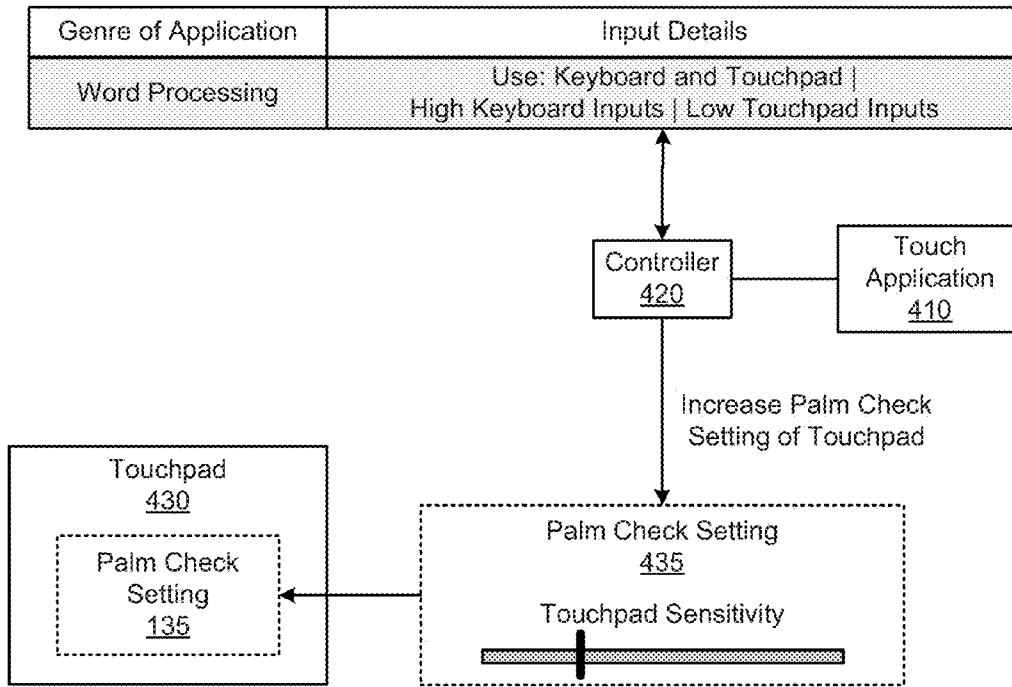 Genre of Application
Input Details
Word Processing
Use: Keyboard and Touchpad |
High Keyboard Inputs | Low Touchpad Inputs
Controller
420
Touch
Application
410
Increase Palm Check
Setting of Touchpad
Touchpad
430
Palm Check
Setting
135
Palm Check Setting
435
Touchpad Sensitivity